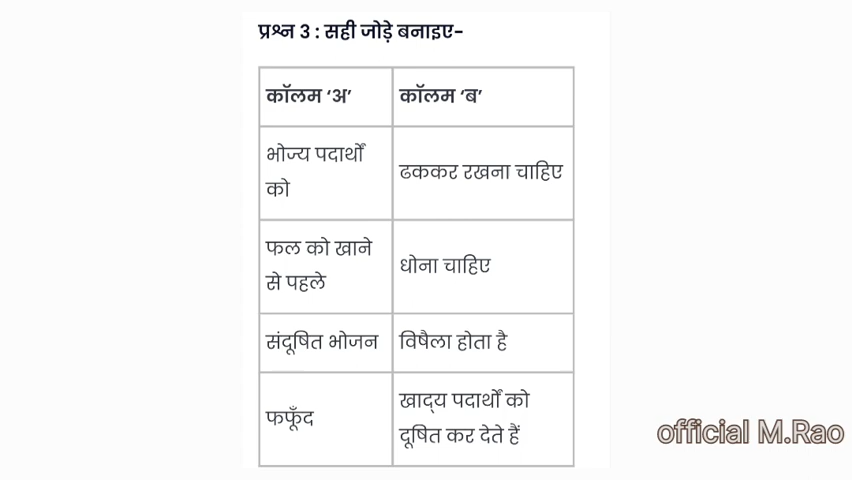 प्रश्न 3 : सही जोड़े बनाइए-
कॉलम ‘अ’ कॉलम ‘ब’
भोज्य पदार्थों को ढककर रखना चाहिए
फल को खाने से पहले धोना चाहिए
संदूषित भोजन विषैला होता है
फफूँद खाद्य पदार्थों को दूषित कर देते हैं
official M.Rao